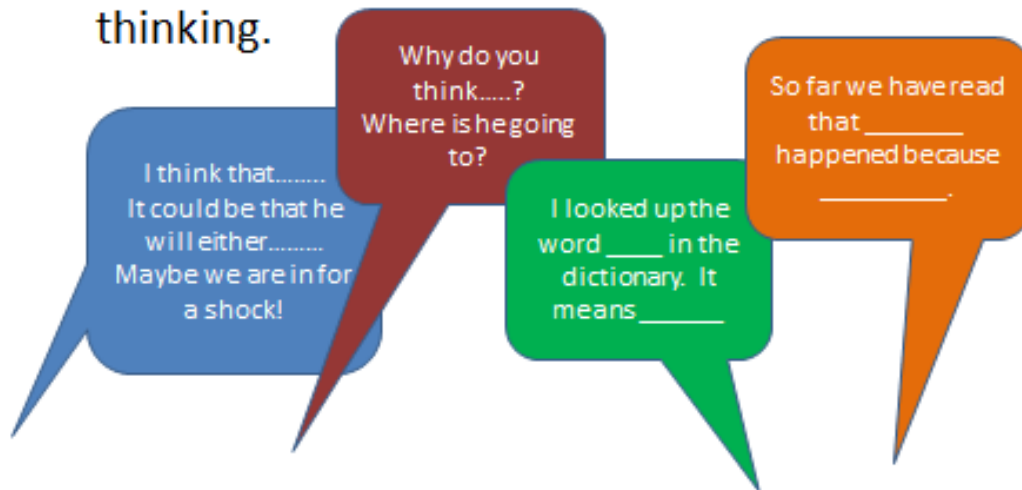 thinking.
I think that........
It could be that he
will either.........
Maybe we are in for
a shock!
Why do you
think.....?
Where is he going
to?
I looked up the
word ____ in the
dictionary.  It
means ______
So far we have read
that _______
happened because
_________.